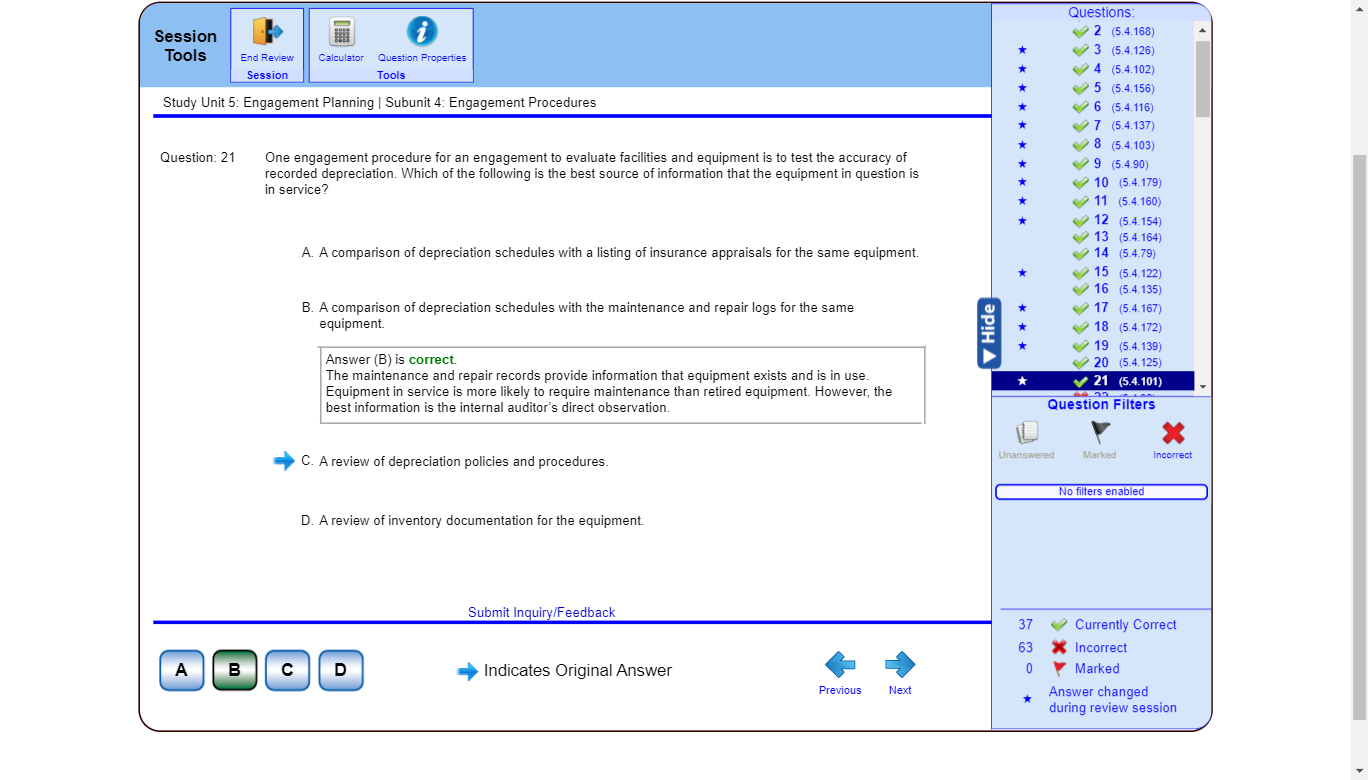 Session
Tools
End Review
Session
Calculator
Question Properties
Tools
Study Unit 5: Engagement Planning | Subunit 4: Engagement Procedures
Question: 21
One engagement procedure for an engagement to evaluate facilities and equipment is to test the accuracy of
recorded depreciation. Which of the following is the best source of information that the equipment in question is
in service?
A. A comparison of depreciation schedules with a listing of insurance appraisals for the same equipment.
B. A comparison of depreciation schedules with the maintenance and repair logs for the same
equipment.
Answer (B) is correct.
The maintenance and repair records provide information that equipment exists and is in use.
Equipment in service is more likely to require maintenance than retired equipment. However, the
best information is the internal auditor's direct observation.
C. A review of depreciation policies and procedures.
D. A review of inventory documentation for the equipment.
Submit Inquiry/Feedback
A
B
C
D
Indicates Original Answer
Previous
Next
Hide
Questions:
2 (5.4.168)
3 (5.4.126)
4 (5.4.102)
5 (5.4.156)
6 (5.4.116)
7 (5.4.137)
8 (5.4.103)
9 (5.4.90)
10 (5.4.179)
11 (5.4.160)
12 (5.4.154)
13 (5.4.164)
14 (5.4.79)
15 (5.4.122)
16 (5.4.135)
17 (5.4.167)
18 (5.4.172)
19 (5.4.139)
20 (5.4.125)
21 (5.4.101)
Question Filters
Unanswered
Marked
Incorrect
No filters enabled
37 Currently Correct
63 Incorrect
0 Marked
Answer changed
during review session